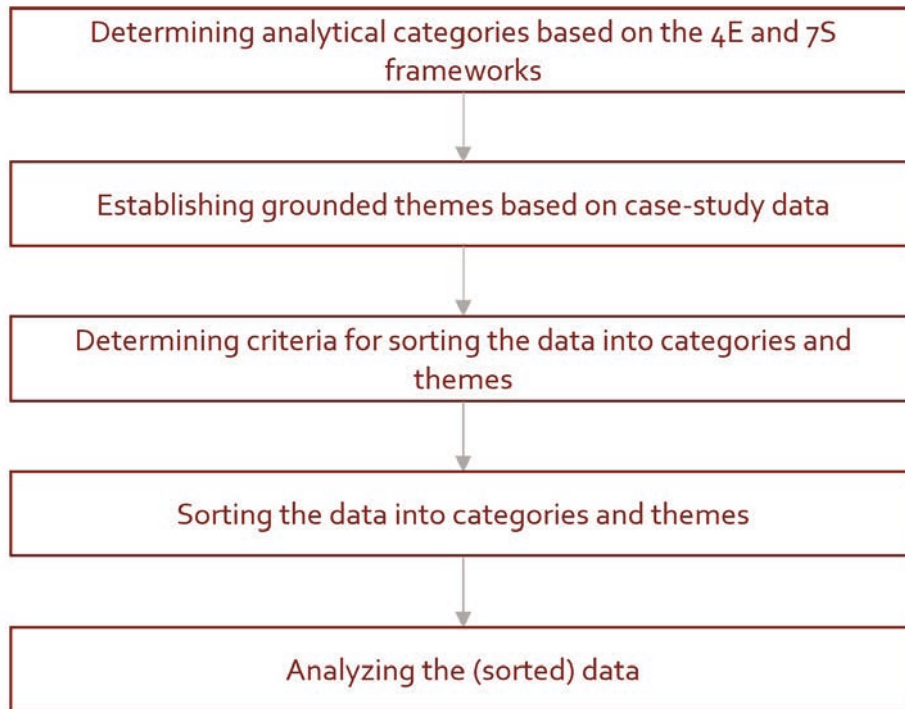 Determining analytical categories based on the 4E and 7S
frameworks
Establishing grounded themes based on case-study data
Determining criteria for sorting the data into categories and
themes
Sorting the data into categories and themes
Analyzing the (sorted) data